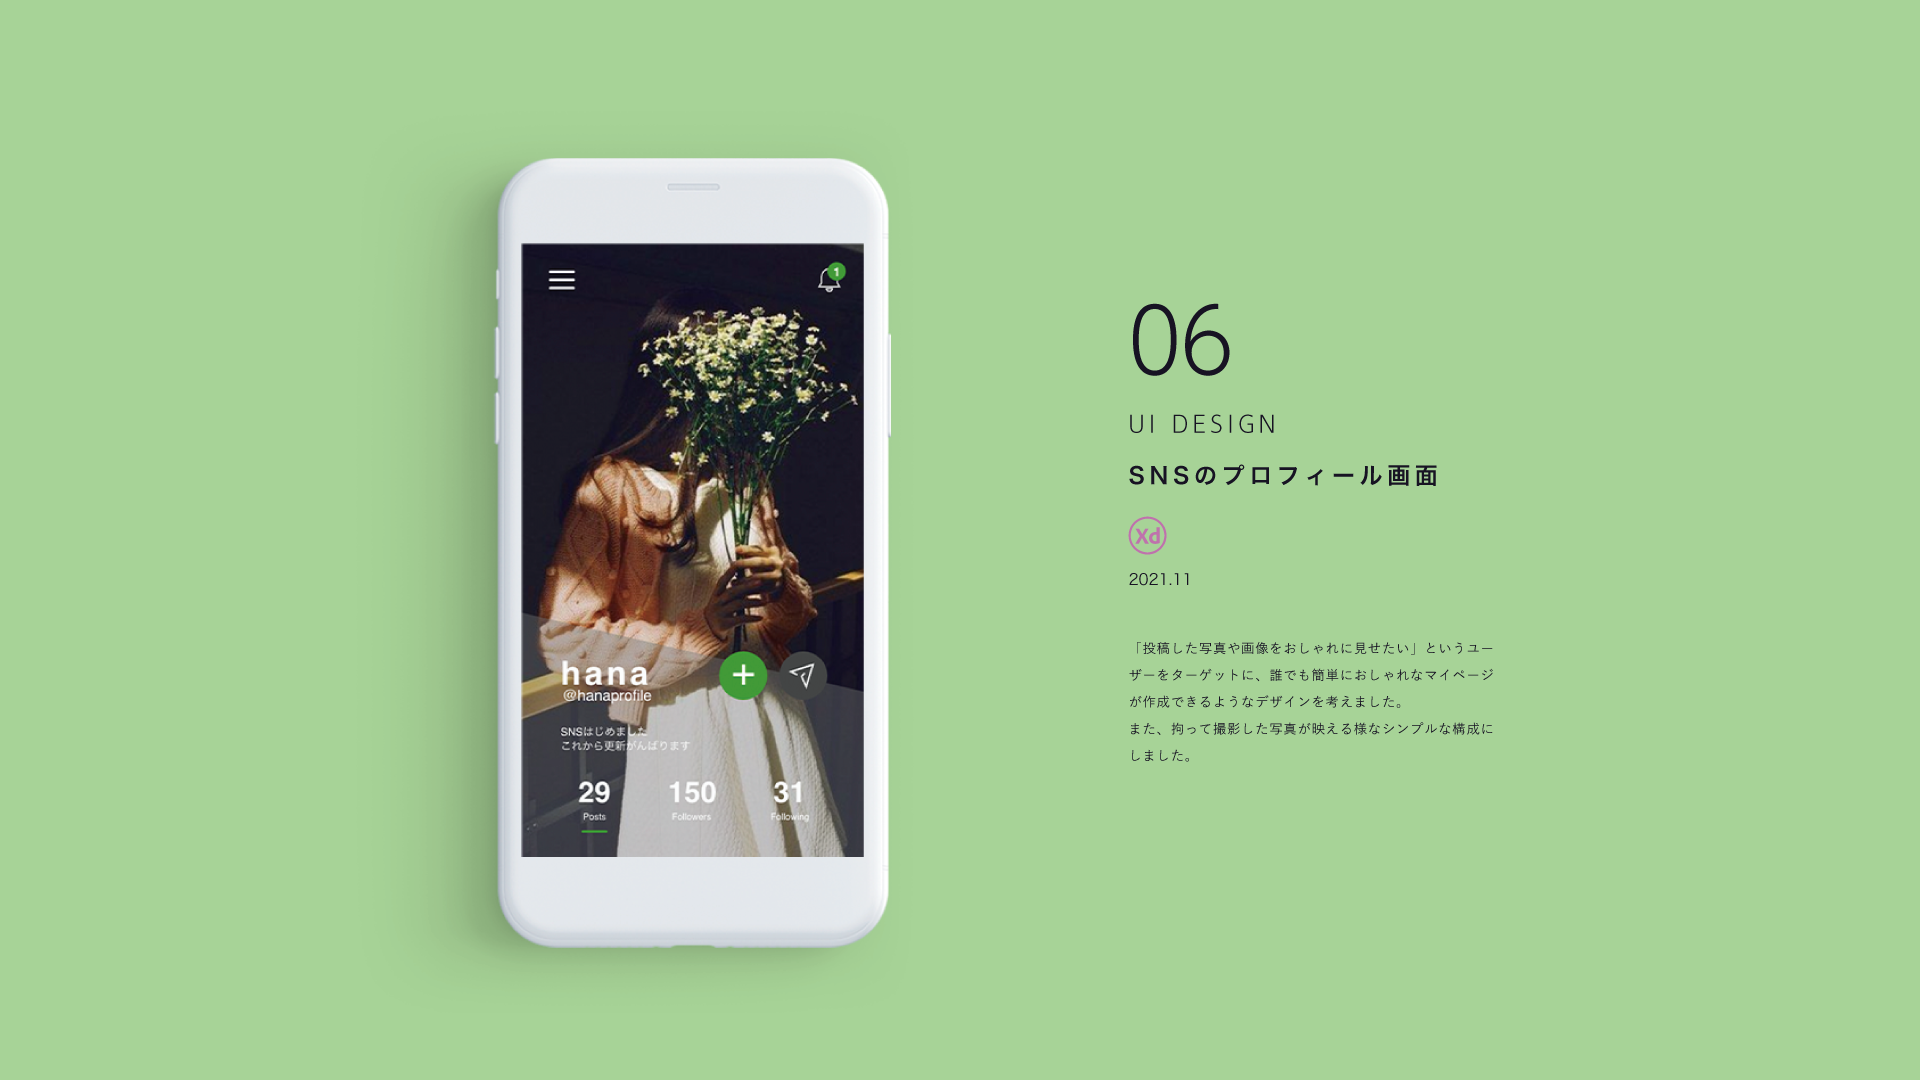 1
hana
@hanaprofile
SNSはじめました
これから更新がんばります
29 150 31
Posts Followers Following
06
UI DESIGN
SNSのプロフィール画面
Xd
2021.11
「投稿した写真や画像をおしゃれに見せたい」というユー
ザーをターゲットに、誰でも簡単におしゃれなマイページ
が作成できるようなデザインを考えました。
また、拘って撮影した写真が映える様なシンプルな構成に
しました。